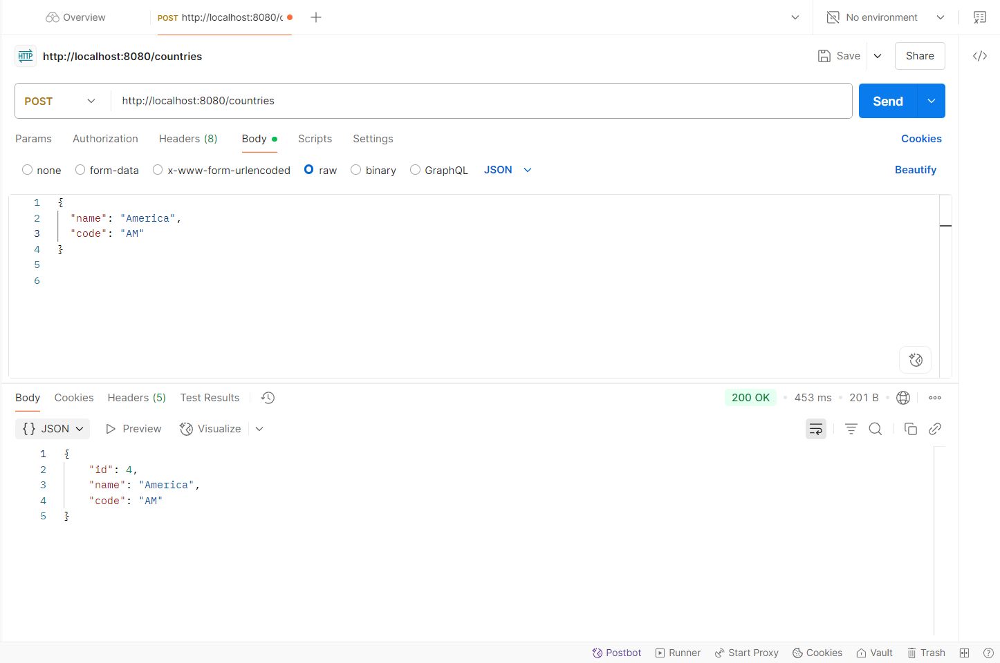 Overview
POST http://localhost:8080/c
No environment
HTTP http://localhost:8080/countries
Save
Share
POST
http://localhost:8080/countries
Send
Params Authorization Headers (8) Body Scripts Settings
Cookies
none form-data x-www-form-urlencoded raw binary GraphQL JSON
Beautify
1 {
2 "name": "America",
3 "code": "AM"
4 }
5
6
Body Cookies Headers (5) Test Results
200 OK • 453 ms • 201 B •
{} JSON Preview Visualize
1 {
2 "id": 4,
3 "name": "America",
4 "code": "AM"
5 }
Postbot Runner Start Proxy Cookies Vault Trash